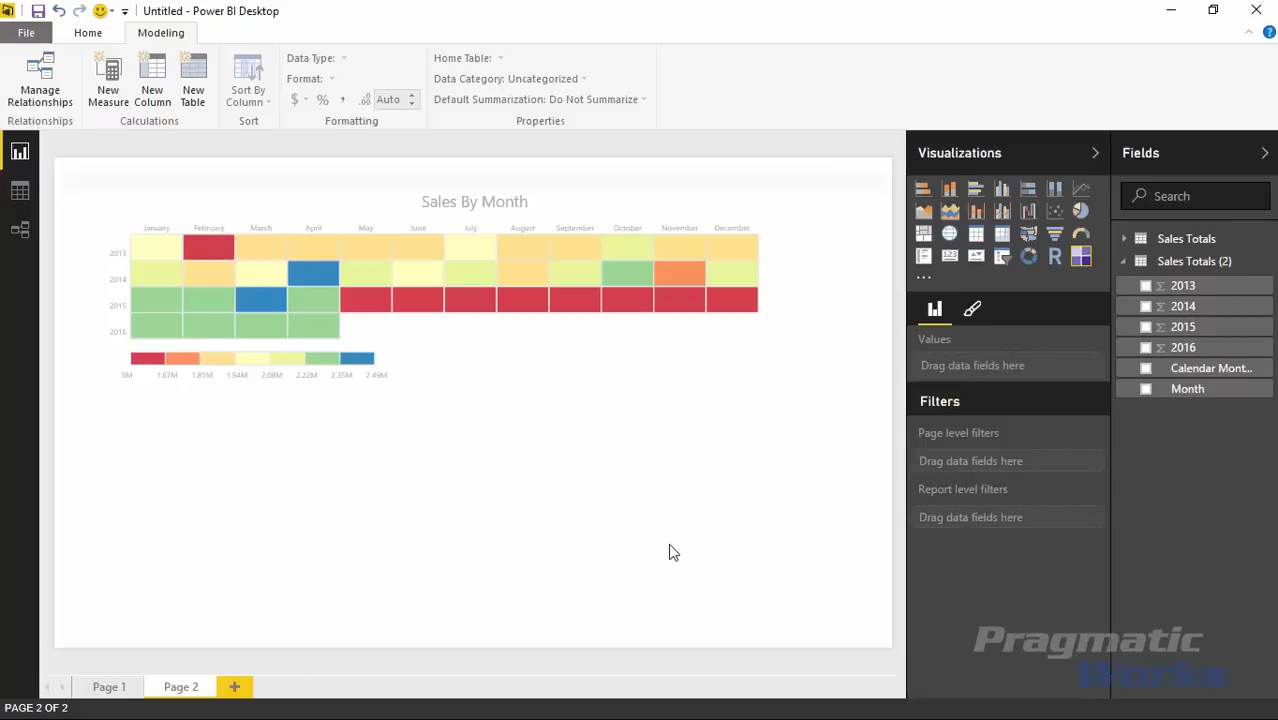 Untitled - Power BI Desktop
File
Home
Modeling
Manage Relationships
New Measure
New Column
New Table
Sort By Column
Data Type:
Format:
$ % , .00 Auto
Home Table:
Data Category: Uncategorized
Default Summarization: Do Not Summarize
Relationships
Calculations
Sort
Formatting
Properties
Sales By Month
January February March April May June July August September October November December
2013
2014
2015
2016
0M 1.67M 1.81M 1.94M 2.08M 2.22M 2.35M 2.49M
Visualizations
Values
Drag data fields here
Filters
Page level filters
Drag data fields here
Report level filters
Drag data fields here
Fields
Search
Sales Totals
Sales Totals (2)
2013
2014
2015
2016
Calendar Mont...
Month
Pragmatic
Works
Page 1
Page 2
PAGE 2 OF 2